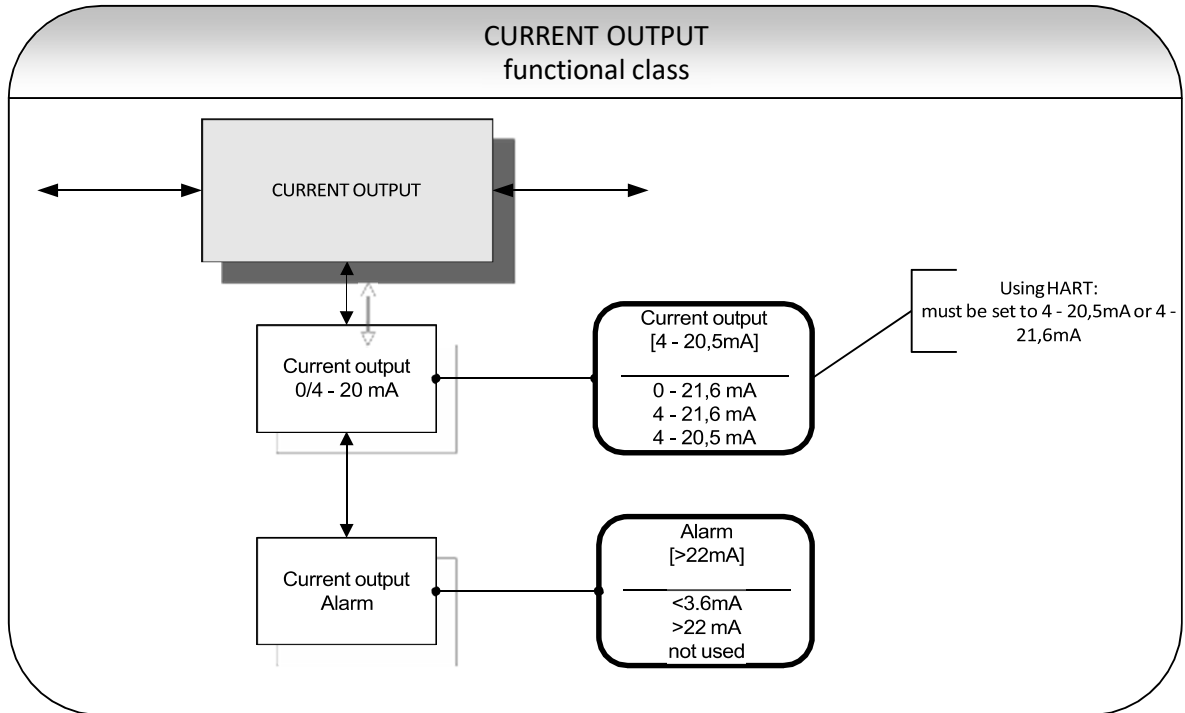 CURRENT OUTPUT
functional class
CURRENT OUTPUT
Current output
0/4 - 20 mA
Current output
[4 - 20,5mA]
0 - 21,6 mA
4 - 21,6 mA
4 - 20,5 mA
Using HART:
must be set to 4 - 20,5mA or 4 -
21,6mA
Current output
Alarm
Alarm
[>22mA]
<3.6mA
>22 mA
not used